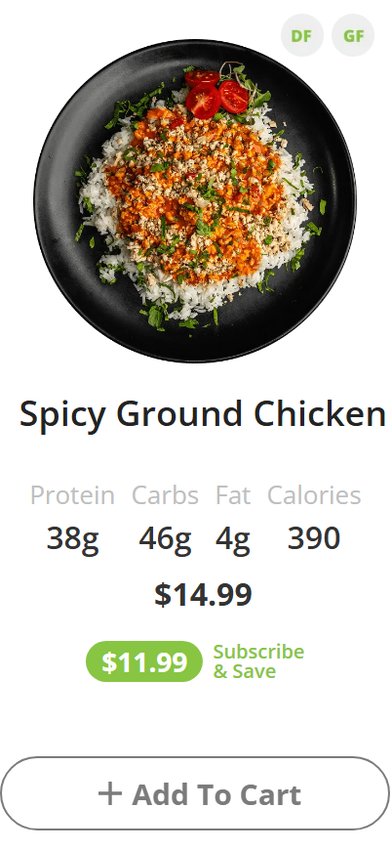 DF GF
Spicy Ground Chicken
Protein Carbs Fat Calories
38g 46g 4g 390
$14.99
$11.99 Subscribe
& Save
+ Add To Cart